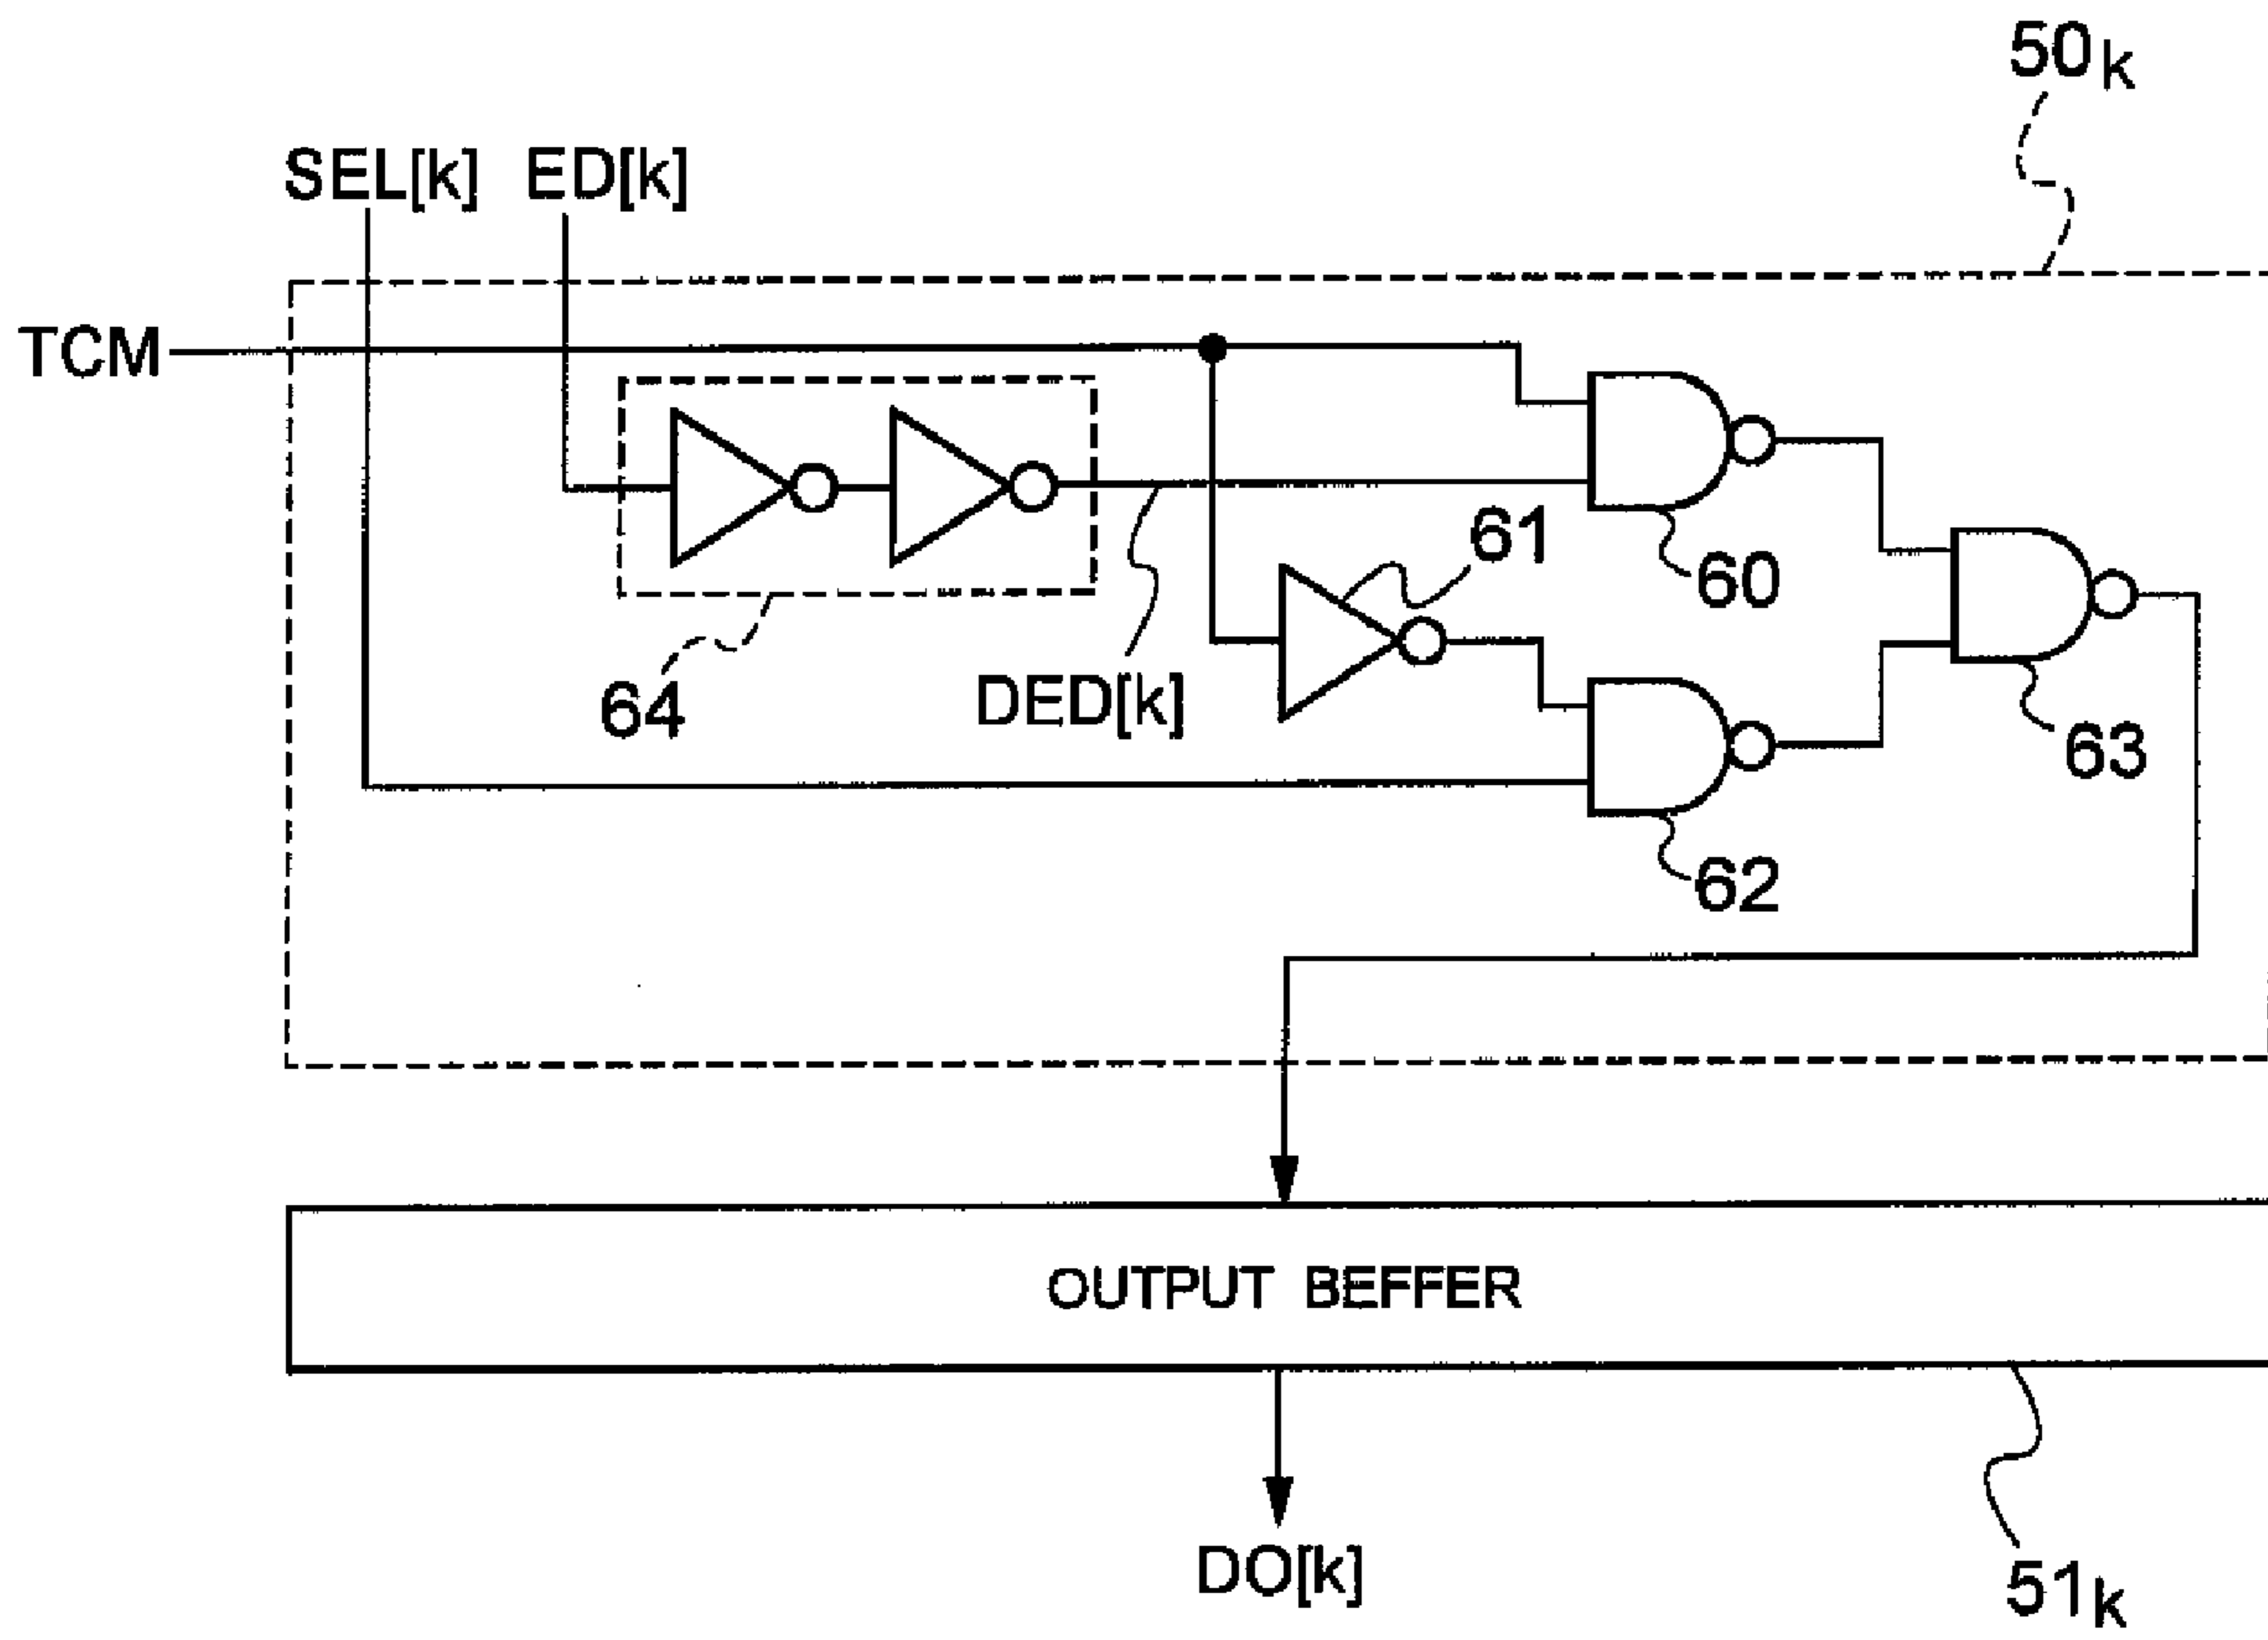 50k
SEL[k] ED[k]
TCM
61
60
64
DED[k]
63
62
OUTPUT BEFFER
DO[k]
51k